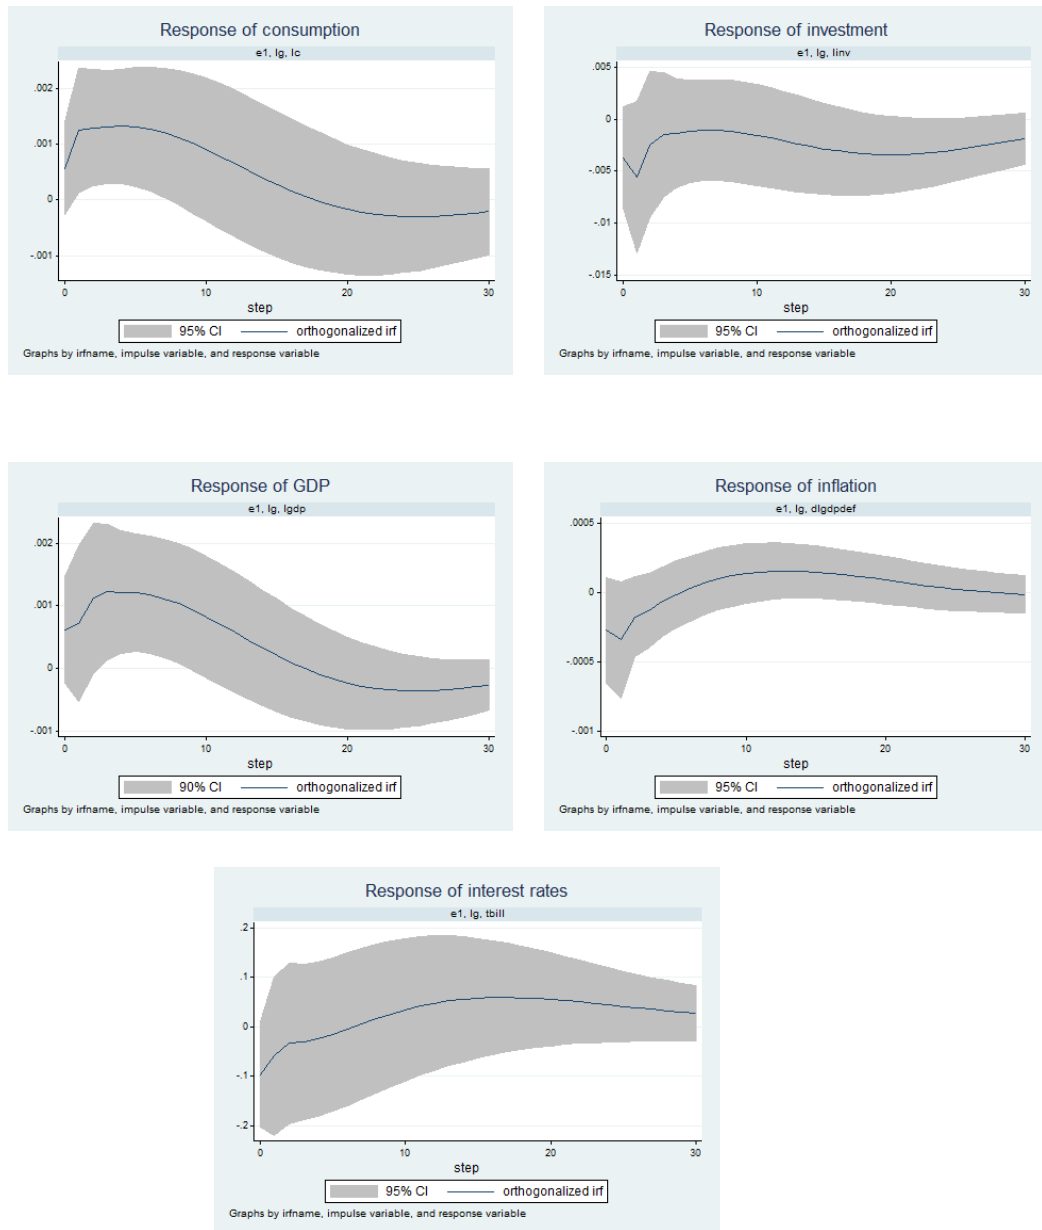 Response of consumption
e1, lg, lc
.002
.001
0
-.001
0 10 20 30
step
95% CI orthogonalized irf
Graphs by irfname, impulse variable, and response variable
Response of investment
e1, lg, linv
.005
0
-.005
-.01
-.015
0 10 20 30
step
95% CI orthogonalized irf
Graphs by irfname, impulse variable, and response variable
Response of GDP
e1, lg, lgdp
.002
.001
0
-.001
0 10 20 30
step
90% CI orthogonalized irf
Graphs by irfname, impulse variable, and response variable
Response of inflation
e1, lg, dlgdpdef
.0005
0
-.0005
-.001
0 10 20 30
step
95% CI orthogonalized irf
Graphs by irfname, impulse variable, and response variable
Response of interest rates
e1, lg, tbill
.2
.1
0
-.1
-.2
0 10 20 30
step
95% CI orthogonalized irf
Graphs by irfname, impulse variable, and response variable